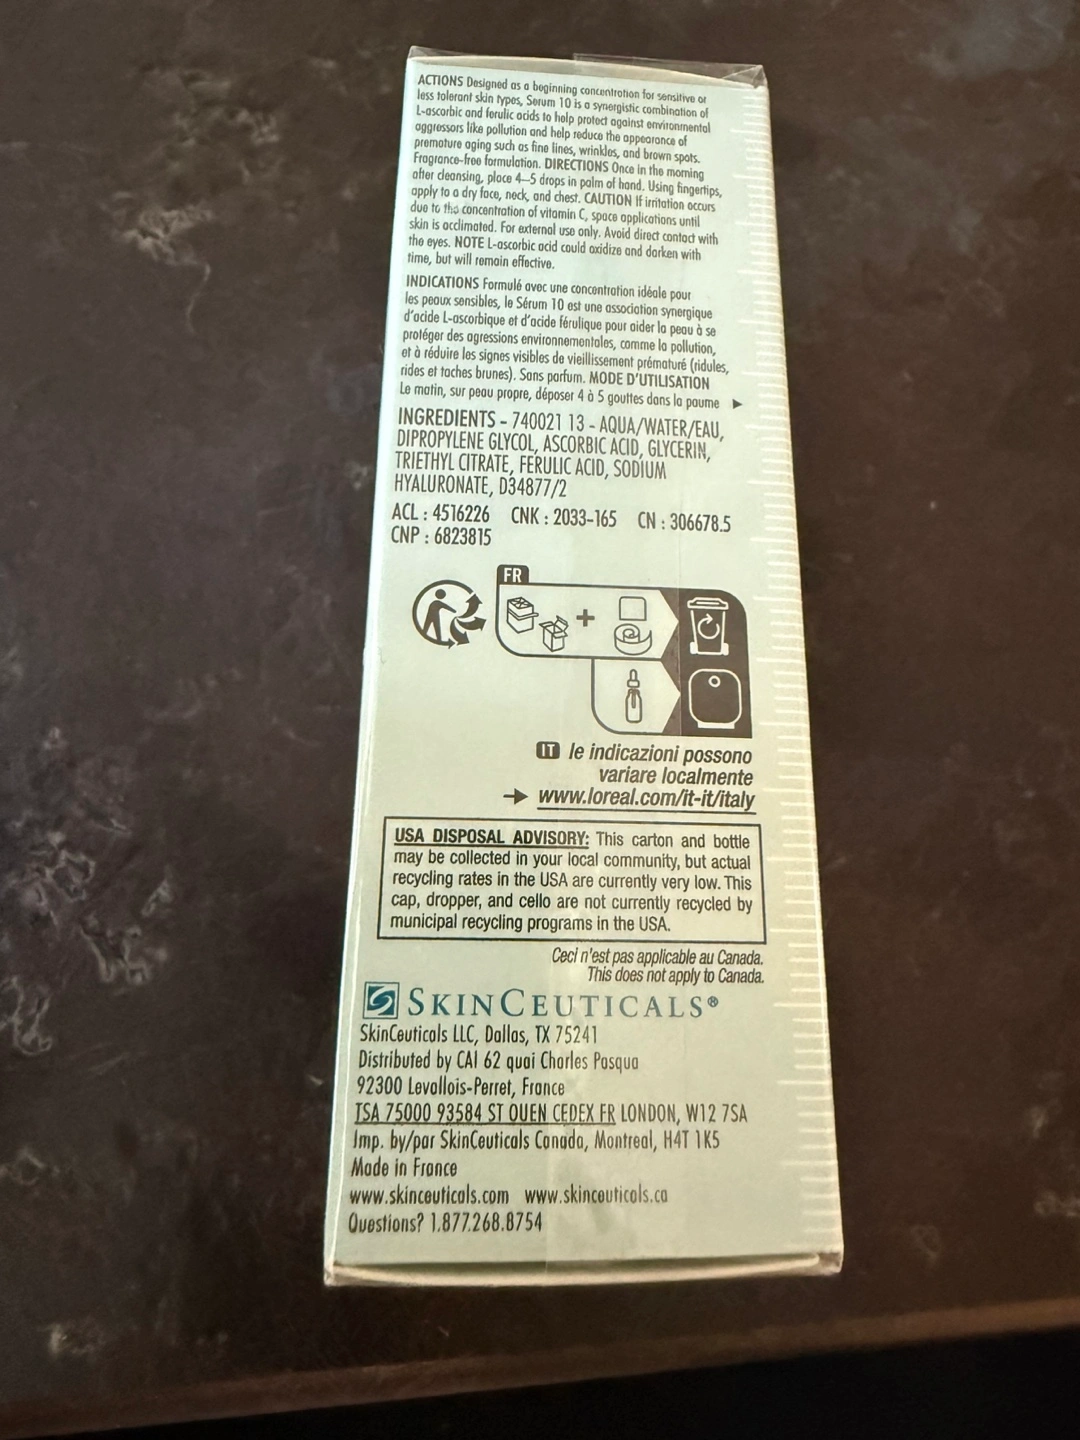 ACTIONS Designed as a beginning concentration for sensitive or
less tolerant skin types, Serum 10 is a synergistic combination of
L-ascorbic and ferulic acids to help protect against environmental
aggressors like pollution and help reduce the appearance of
premature aging such as fine lines, wrinkles, and brown spots.
Fragrance-free formulation. DIRECTIONS Once in the morning
after cleansing, place 4–5 drops in palm of hand. Using fingertips,
apply to a dry face, neck, and chest. CAUTION If irritation occurs
due to the concentration of vitamin C, space applications until
skin is acclimated. For external use only. Avoid direct contact with
the eyes. NOTE L-ascorbic acid could oxidize and darken with
time, but will remain effective.
INDICATIONS Formulé avec une concentration idéale pour
les peaux sensibles, le Sérum 10 est une association synergique
d'acide L-ascorbique et d'acide férulique pour aider la peau à se
protéger des agressions environnementales, comme la pollution,
et à réduire les signes visibles de vieillissement prématuré (ridules,
rides et taches brunes). Sans parfum. MODE D'UTILISATION
Le matin, sur peau propre, déposer 4 à 5 gouttes dans la paume ►
INGREDIENTS - 740021 13 - AQUA/WATER/EAU,
DIPROPYLENE GLYCOL, ASCORBIC ACID, GLYCERIN,
TRIETHYL CITRATE, FERULIC ACID, SODIUM
HYALURONATE, D34877/2
ACL : 4516226 CNK : 2033-165 CN : 306678.5
CNP : 6823815
FR
+
IT le indicazioni possono
variare localmente
→ www.loreal.com/it-it/italy
USA DISPOSAL ADVISORY: This carton and bottle
may be collected in your local community, but actual
recycling rates in the USA are currently very low. This
cap, dropper, and cello are not currently recycled by
municipal recycling programs in the USA.
Ceci n'est pas applicable au Canada.
This does not apply to Canada.
SKINCEUTICALS®
SkinCeuticals LLC, Dallas, TX 75241
Distributed by CAI 62 quai Charles Pasqua
92300 Levallois-Perret, France
TSA 75000 93584 ST OUEN CEDEX FR LONDON, W12 7SA
Imp. by/par SkinCeuticals Canada, Montreal, H4T 1K5
Made in France
www.skinceuticals.com www.skinceuticals.ca
Questions? 1.877.268.8754